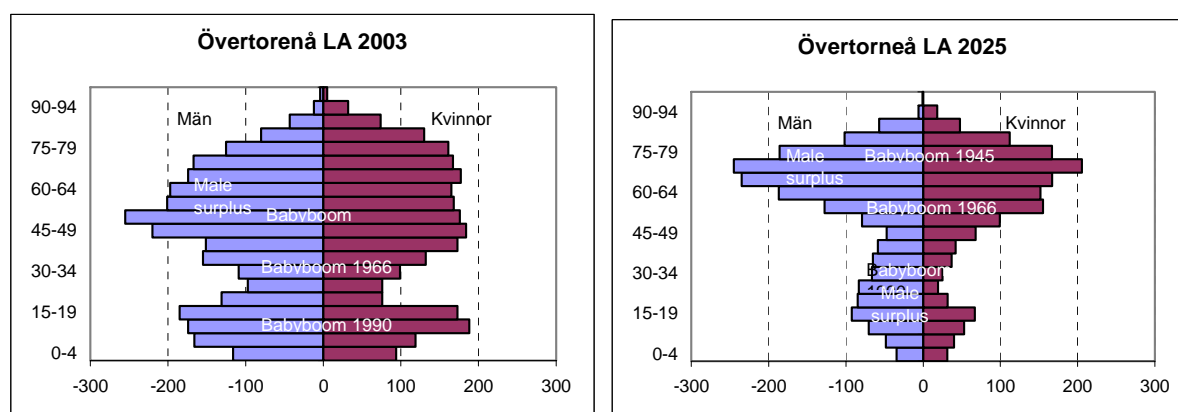 Övertorenå LA 2003
90-94
Män
Kvinnor
75-79
60-64
Male
surplus
Babyboom
45-49
30-34
Babyboom 1966
15-19
Babyboom 1990
0-4
-300 -200 -100 0 100 200 300
Övertorneå LA 2025
90-94
Män
Kvinnor
75-79
Male
surplus
Babyboom 1945
60-64
Babyboom 1966
45-49
30-34
Babyboom
15-19
Male
surplus
0-4
-300 -200 -100 0 100 200 300